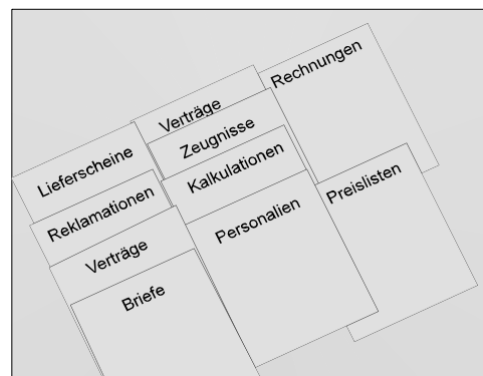 Lieferscheine
Reklamationen
Verträge
Briefe
Verträge
Zeugnisse
Kalkulationen
Personalien
Rechnungen
Preislisten